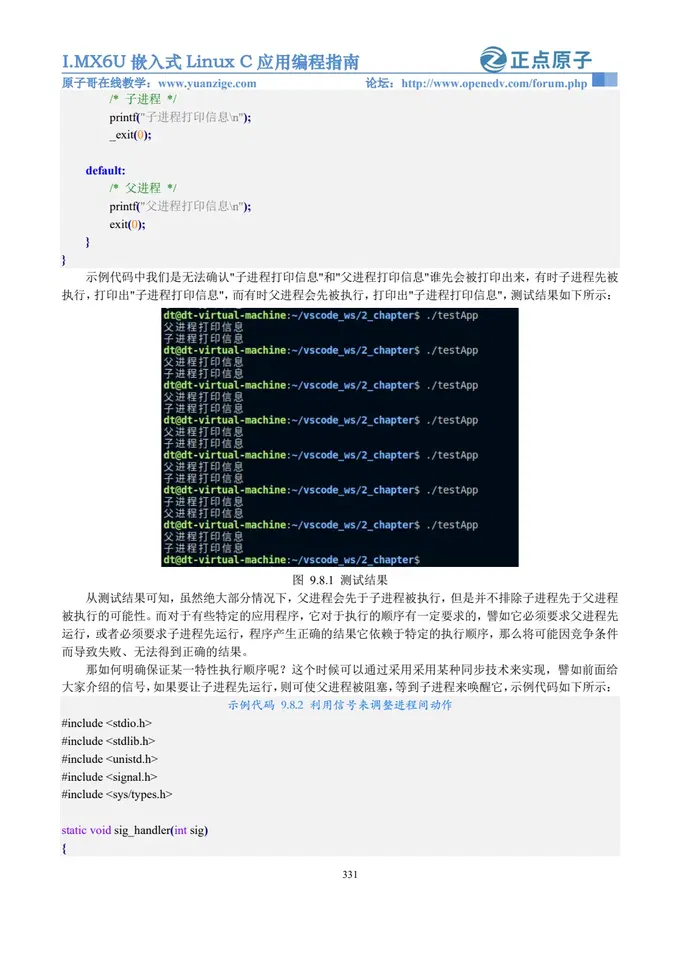 I.MX6U 嵌入式 Linux C 应用编程指南
正点原子
原子哥在线教学：www.yuanzige.com 论坛：http://www.openedv.com/forum.php
/* 子进程 */
printf("子进程打印信息\n");
_exit(0);
default:
/* 父进程 */
printf("父进程打印信息\n");
exit(0);
}
}
示例代码中我们是无法确认"子进程打印信息"和"父进程打印信息"谁先会被打印出来，有时子进程先被
执行，打印出"子进程打印信息"，而有时父进程会先被执行，打印出"子进程打印信息"，测试结果如下所示：
dt@dt-virtual-machine:~/vscode_ws/2_chapter$ ./testApp
父进程打印信息
子进程打印信息
dt@dt-virtual-machine:~/vscode_ws/2_chapter$ ./testApp
父进程打印信息
子进程打印信息
dt@dt-virtual-machine:~/vscode_ws/2_chapter$ ./testApp
父进程打印信息
子进程打印信息
dt@dt-virtual-machine:~/vscode_ws/2_chapter$ ./testApp
父进程打印信息
子进程打印信息
dt@dt-virtual-machine:~/vscode_ws/2_chapter$ ./testApp
父进程打印信息
子进程打印信息
dt@dt-virtual-machine:~/vscode_ws/2_chapter$ ./testApp
子进程打印信息
父进程打印信息
dt@dt-virtual-machine:~/vscode_ws/2_chapter$ ./testApp
父进程打印信息
子进程打印信息
dt@dt-virtual-machine:~/vscode_ws/2_chapter$
图 9.8.1 测试结果
从测试结果可知，虽然绝大部分情况下，父进程会先于子进程被执行，但是并不排除子进程先于父进程
被执行的可能性。而对于有些特定的应用程序，它对于执行的顺序有一定要求的，譬如它必须要求父进程先
运行，或者必须要求子进程先运行，程序产生正确的结果它依赖于特定的执行顺序，那么将可能因竞争条件
而导致失败、无法得到正确的结果。
那如何明确保证某一特性执行顺序呢？这个时候可以通过采用采用某种同步技术来实现，譬如前面给
大家介绍的信号，如果要让子进程先运行，则可使父进程被阻塞，等到子进程来唤醒它，示例代码如下所示：
示例代码 9.8.2 利用信号来调整进程间动作
#include <stdio.h>
#include <stdlib.h>
#include <unistd.h>
#include <signal.h>
#include <sys/types.h>
static void sig_handler(int sig)
{
331